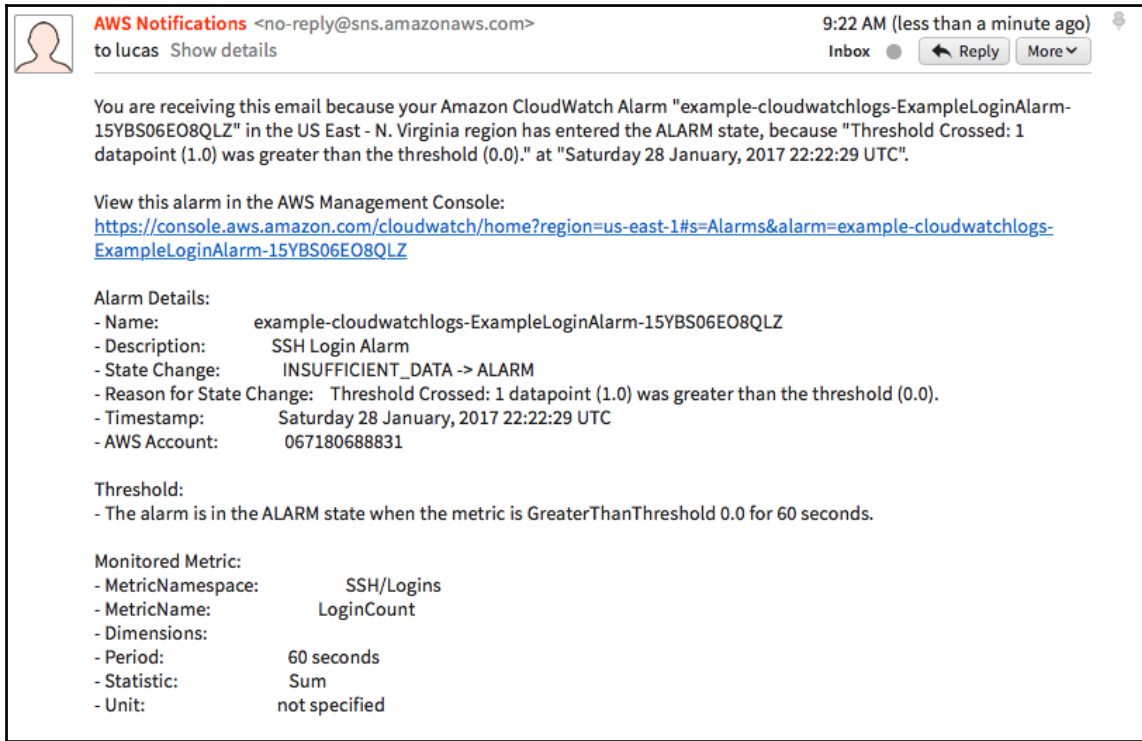 AWS Notifications <no-reply@sns.amazonaws.com>
9:22 AM (less than a minute ago)
to lucas Show details
Inbox Reply More
You are receiving this email because your Amazon CloudWatch Alarm "example-cloudwatchlogs-ExampleLoginAlarm-
15YBS06EO8QLZ" in the US East - N. Virginia region has entered the ALARM state, because "Threshold Crossed: 1
datapoint (1.0) was greater than the threshold (0.0)." at "Saturday 28 January, 2017 22:22:29 UTC".
View this alarm in the AWS Management Console:
https://console.aws.amazon.com/cloudwatch/home?region=us-east-1#s=Alarms&alarm=example-cloudwatchlogs-
ExampleLoginAlarm-15YBS06EO8QLZ
Alarm Details:
- Name: example-cloudwatchlogs-ExampleLoginAlarm-15YBS06EO8QLZ
- Description: SSH Login Alarm
- State Change: INSUFFICIENT_DATA -> ALARM
- Reason for State Change: Threshold Crossed: 1 datapoint (1.0) was greater than the threshold (0.0).
- Timestamp: Saturday 28 January, 2017 22:22:29 UTC
- AWS Account: 067180688831
Threshold:
- The alarm is in the ALARM state when the metric is GreaterThanThreshold 0.0 for 60 seconds.
Monitored Metric:
- MetricNamespace: SSH/Logins
- MetricName: LoginCount
- Dimensions:
- Period: 60 seconds
- Statistic: Sum
- Unit: not specified